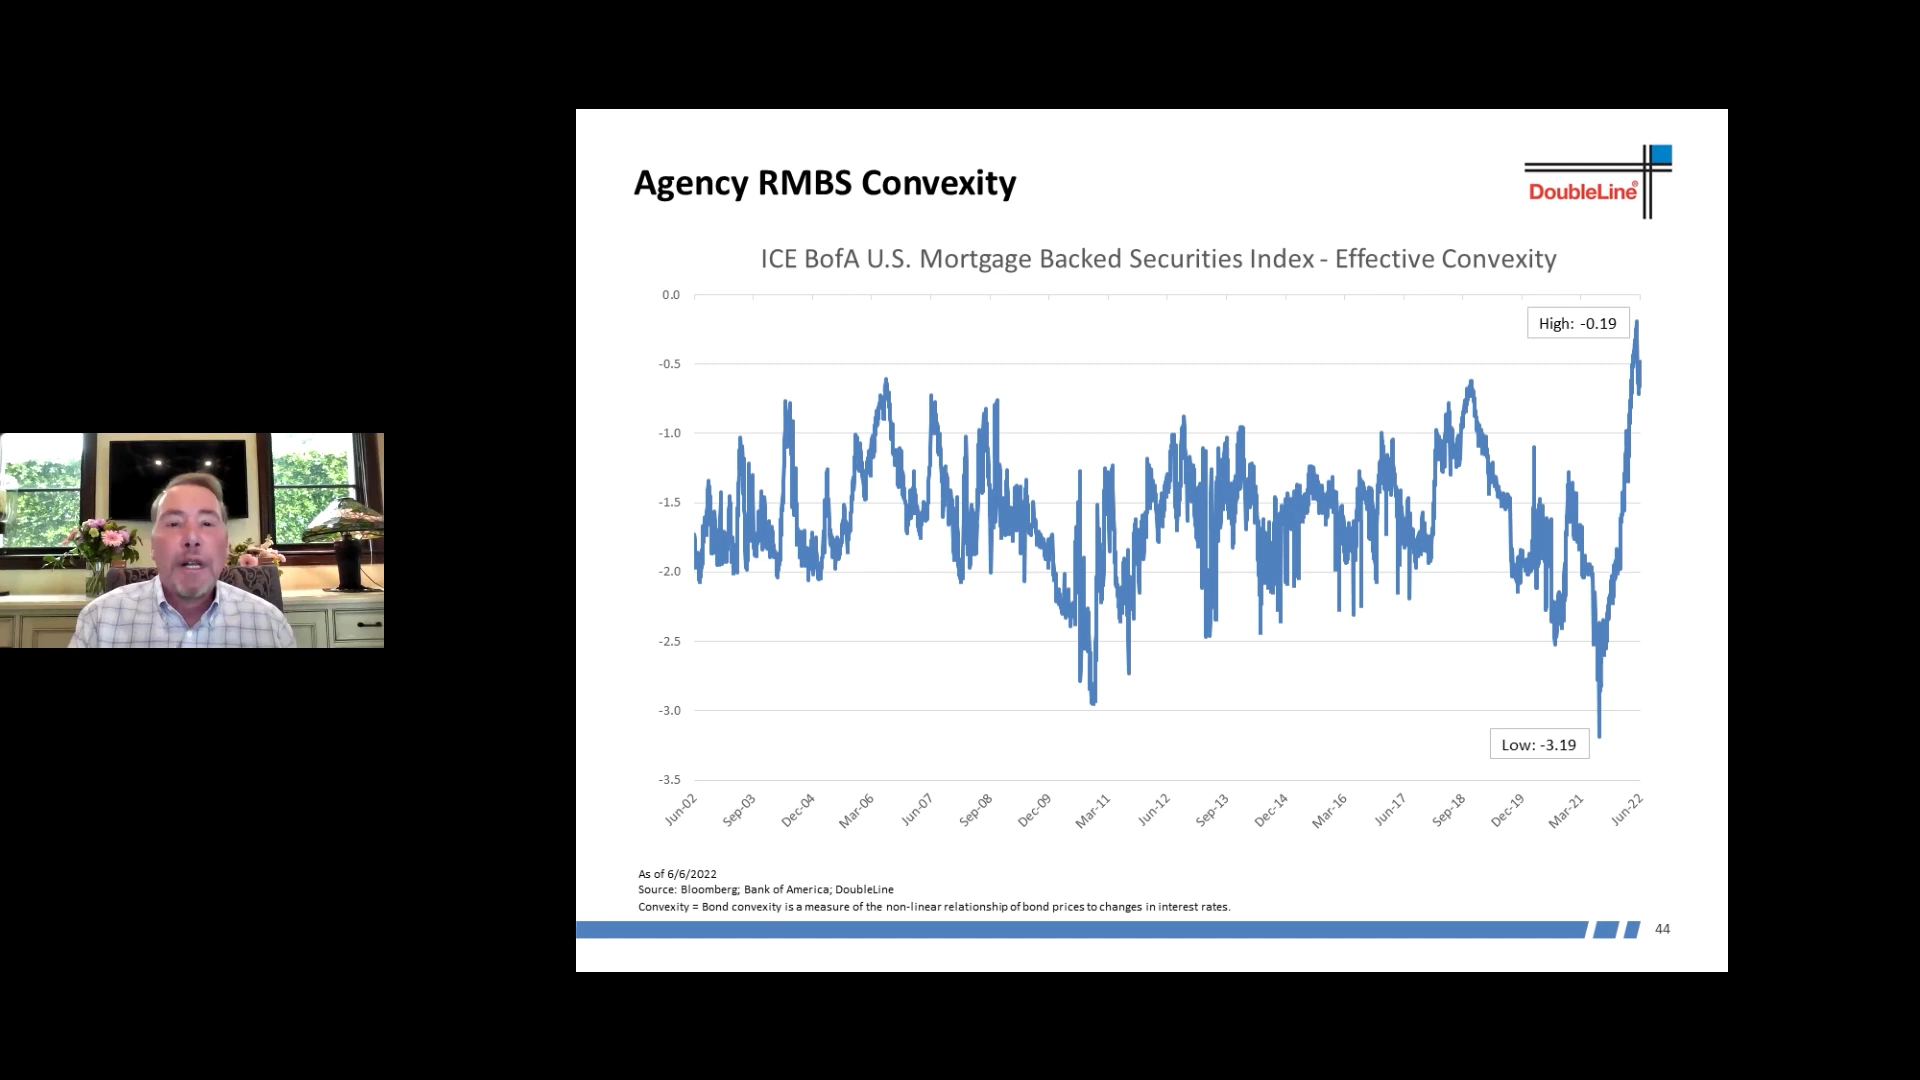 Agency RMBS Convexity
DoubleLine®
ICE BofA U.S. Mortgage Backed Securities Index - Effective Convexity
0.0
-0.5
-1.0
-1.5
-2.0
-2.5
-3.0
-3.5
High: -0.19
Low: -3.19
Jun-02
Sep-03
Dec-04
Mar-06
Jun-07
Sep-08
Dec-09
Mar-11
Jun-12
Sep-13
Dec-14
Mar-16
Jun-17
Sep-18
Dec-19
Mar-21
Jun-22
As of 6/6/2022
Source: Bloomberg; Bank of America; DoubleLine
Convexity = Bond convexity is a measure of the non-linear relationship of bond prices to changes in interest rates.
44